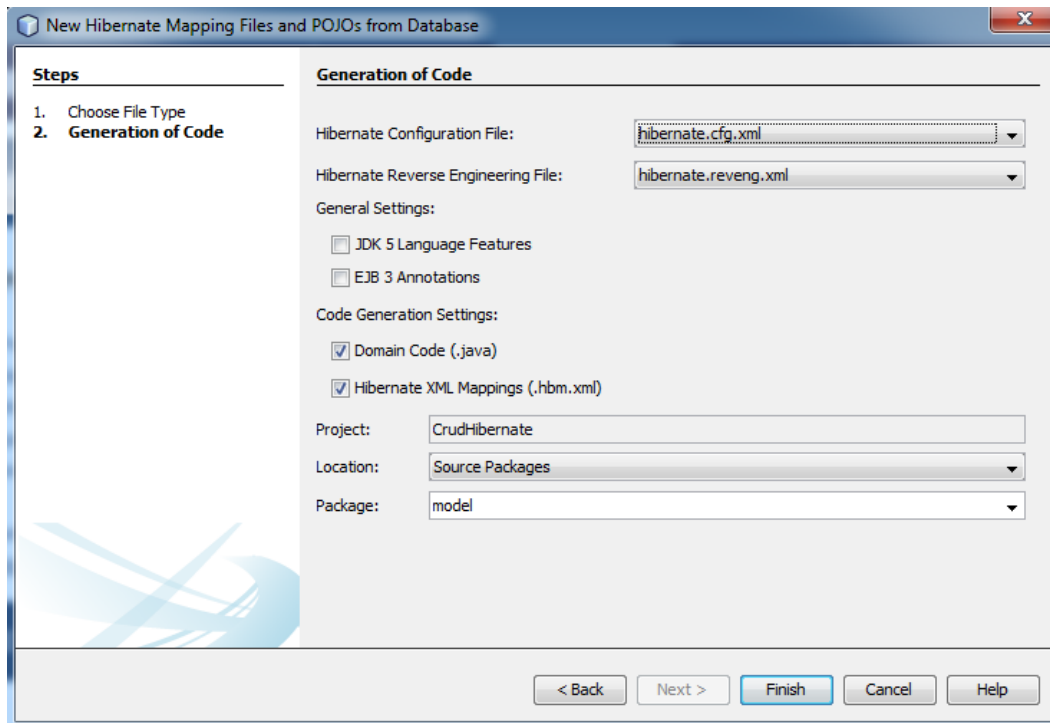 New Hibernate Mapping Files and POJOs from Database
Steps
1. Choose File Type
2. Generation of Code
Generation of Code
Hibernate Configuration File: hibernate.cfg.xml
Hibernate Reverse Engineering File: hibernate.reveng.xml
General Settings:
JDK 5 Language Features
EJB 3 Annotations
Code Generation Settings:
Domain Code (.java)
Hibernate XML Mappings (.hbm.xml)
Project: CrudHibernate
Location: Source Packages
Package: model
< Back Next > Finish Cancel Help